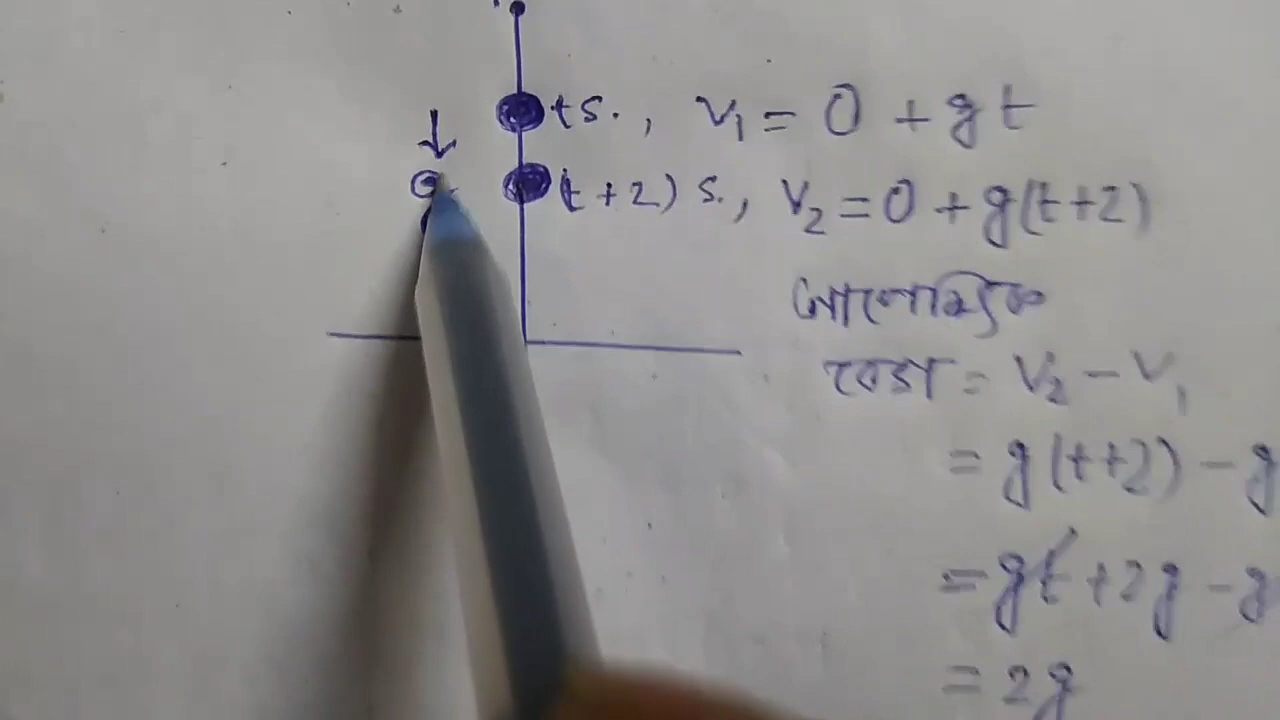 t s. , V₁ = 0 + gt
(t + 2) s. , V₂ = 0 + g(t+2)
আপেক্ষিক
বেগ = V₂ - V₁
= g(t+2) - g
= gt + 2g - g
= 2g